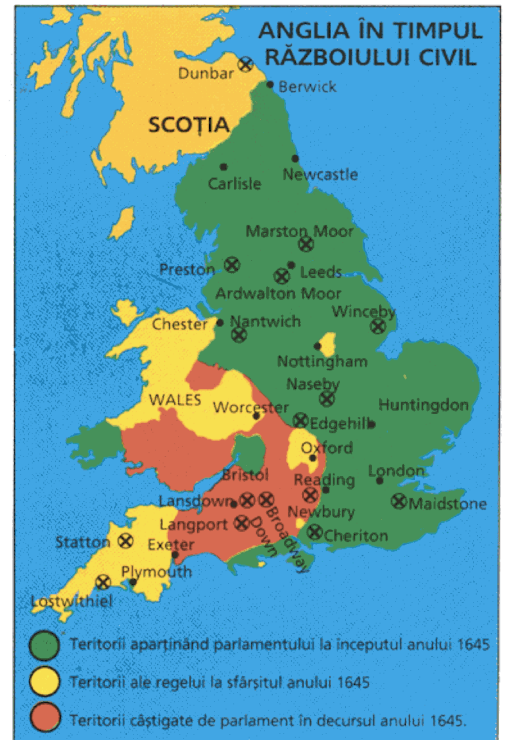 ANGLIA ÎN TIMPUL
RĂZBOIULUI CIVIL
Dunbar
Berwick
SCOȚIA
Carlisle
Newcastle
Marston Moor
Preston
Leeds
Ardwalton Moor
Winceby
Chester
Nantwich
Nottingham
Naseby
WALES
Worcester
Huntingdon
Edgehill
Oxford
Bristol
Reading
London
Lansdown
Newbury
Maidstone
Langport
Broadway
Down
Cheriton
Statton
Exeter
Plymouth
Lostwithiel
Teritorii aparținând parlamentului la începutul anului 1645
Teritorii ale regelui la sfârșitul anului 1645
Teritorii câștigate de parlament în decursul anului 1645.